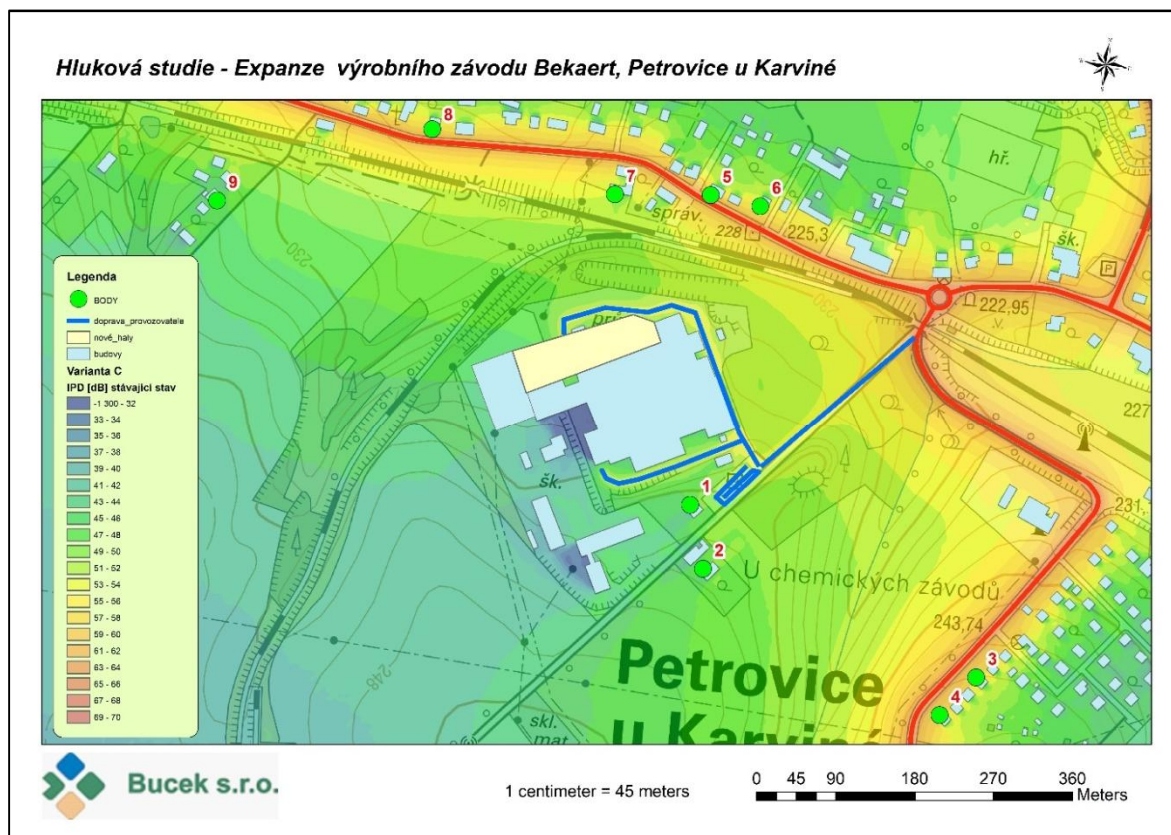 Hluková studie - Expanze výrobního závodu Bekaert, Petrovice u Karviné
8
9
7
5
6
hř.
správ.
228
225,3
šk.
P
222,95
230
230
Legenda
BODY
doprava_provozovatele
nové_haly
budovy
Varianta C
IPD [dB] stávající stav
-1 300 - 32
33 - 34
35 - 36
37 - 38
39 - 40
41 - 42
43 - 44
45 - 46
47 - 48
49 - 50
51 - 52
53 - 54
55 - 56
57 - 58
59 - 60
61 - 62
63 - 64
65 - 66
67 - 68
69 - 70
227
231,
šk.
1
2
U chemických závodů
243,74
248
3
4
Petrovice
u Karviné
skl.
mat.
Bucek s.r.o.
1 centimeter = 45 meters
0 45 90 180 270 360
Meters